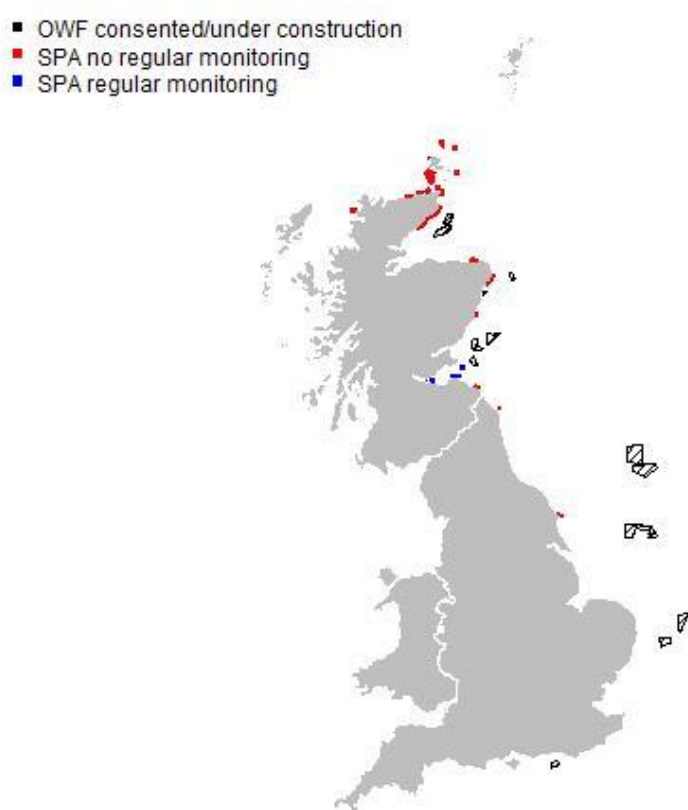 OWF consented/under construction
SPA no regular monitoring
SPA regular monitoring